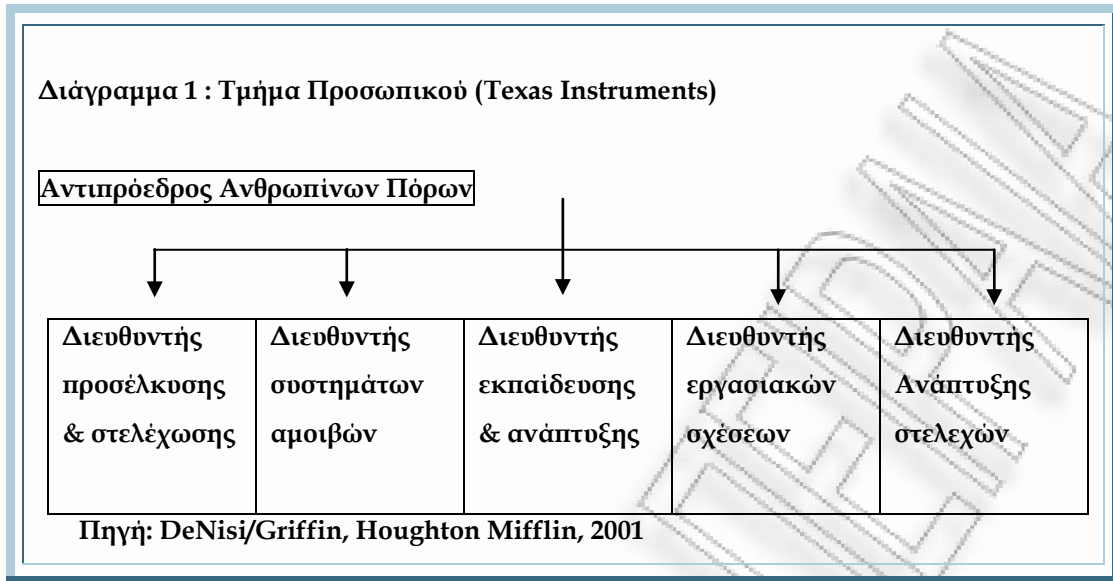 Διάγραμμα 1 : Τμήμα Προσωπικού (Texas Instruments)
Αντιπρόεδρος Ανθρωπίνων Πόρων
Διευθυντής
προσέλκυσης
& στελέχωσης
Διευθυντής
συστημάτων
αμοιβών
Διευθυντής
εκπαίδευσης
& ανάπτυξης
Διευθυντής
εργασιακών
σχέσεων
Διευθυντής
Ανάπτυξης
στελεχών
Πηγή: DeNisi/Griffin, Houghton Mifflin, 2001